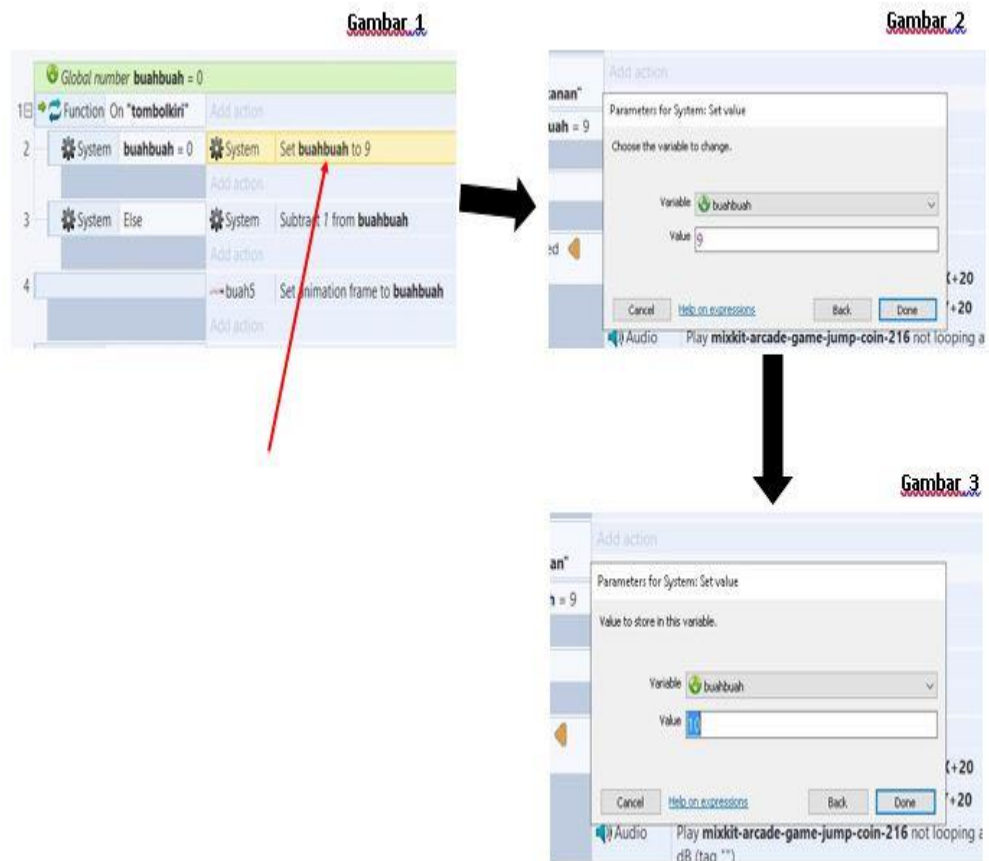 Gambar 1
Global number buahbuah = 0
1 Function On "tombolkiri" Add action
2 System buahbuah = 0 System Set buahbuah to 9
Add action
3 System Else System Subtract 1 from buahbuah
Add action
4 buah5 Set animation frame to buahbuah
Add action
Gambar 2
Add action
anan"
uah = 9
Parameters for System: Set value
Choose the variable to change.
Variable buahbuah
Value 9
ed
X+20
Cancel Help on expressions Back Done +20
Audio Play mixkit-arcade-game-jump-coin-216 not looping a
Gambar 3
Add action
an"
h = 9
Parameters for System: Set value
Value to store in this variable.
Variable buahbuah
Value 10
X+20
Cancel Help on expressions Back Done +20
Audio Play mixkit-arcade-game-jump-coin-216 not looping a
dB (tag "")